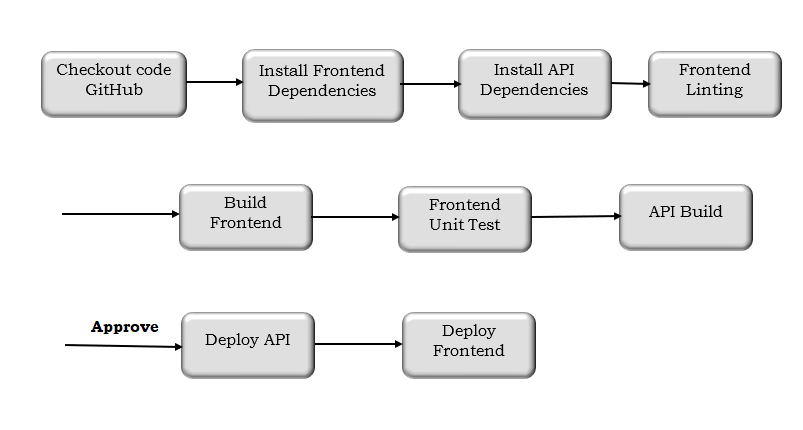 Checkout code
GitHub
Install Frontend
Dependencies
Install API
Dependencies
Frontend
Linting
Build
Frontend
Frontend
Unit Test
API Build
Approve
Deploy API
Deploy
Frontend